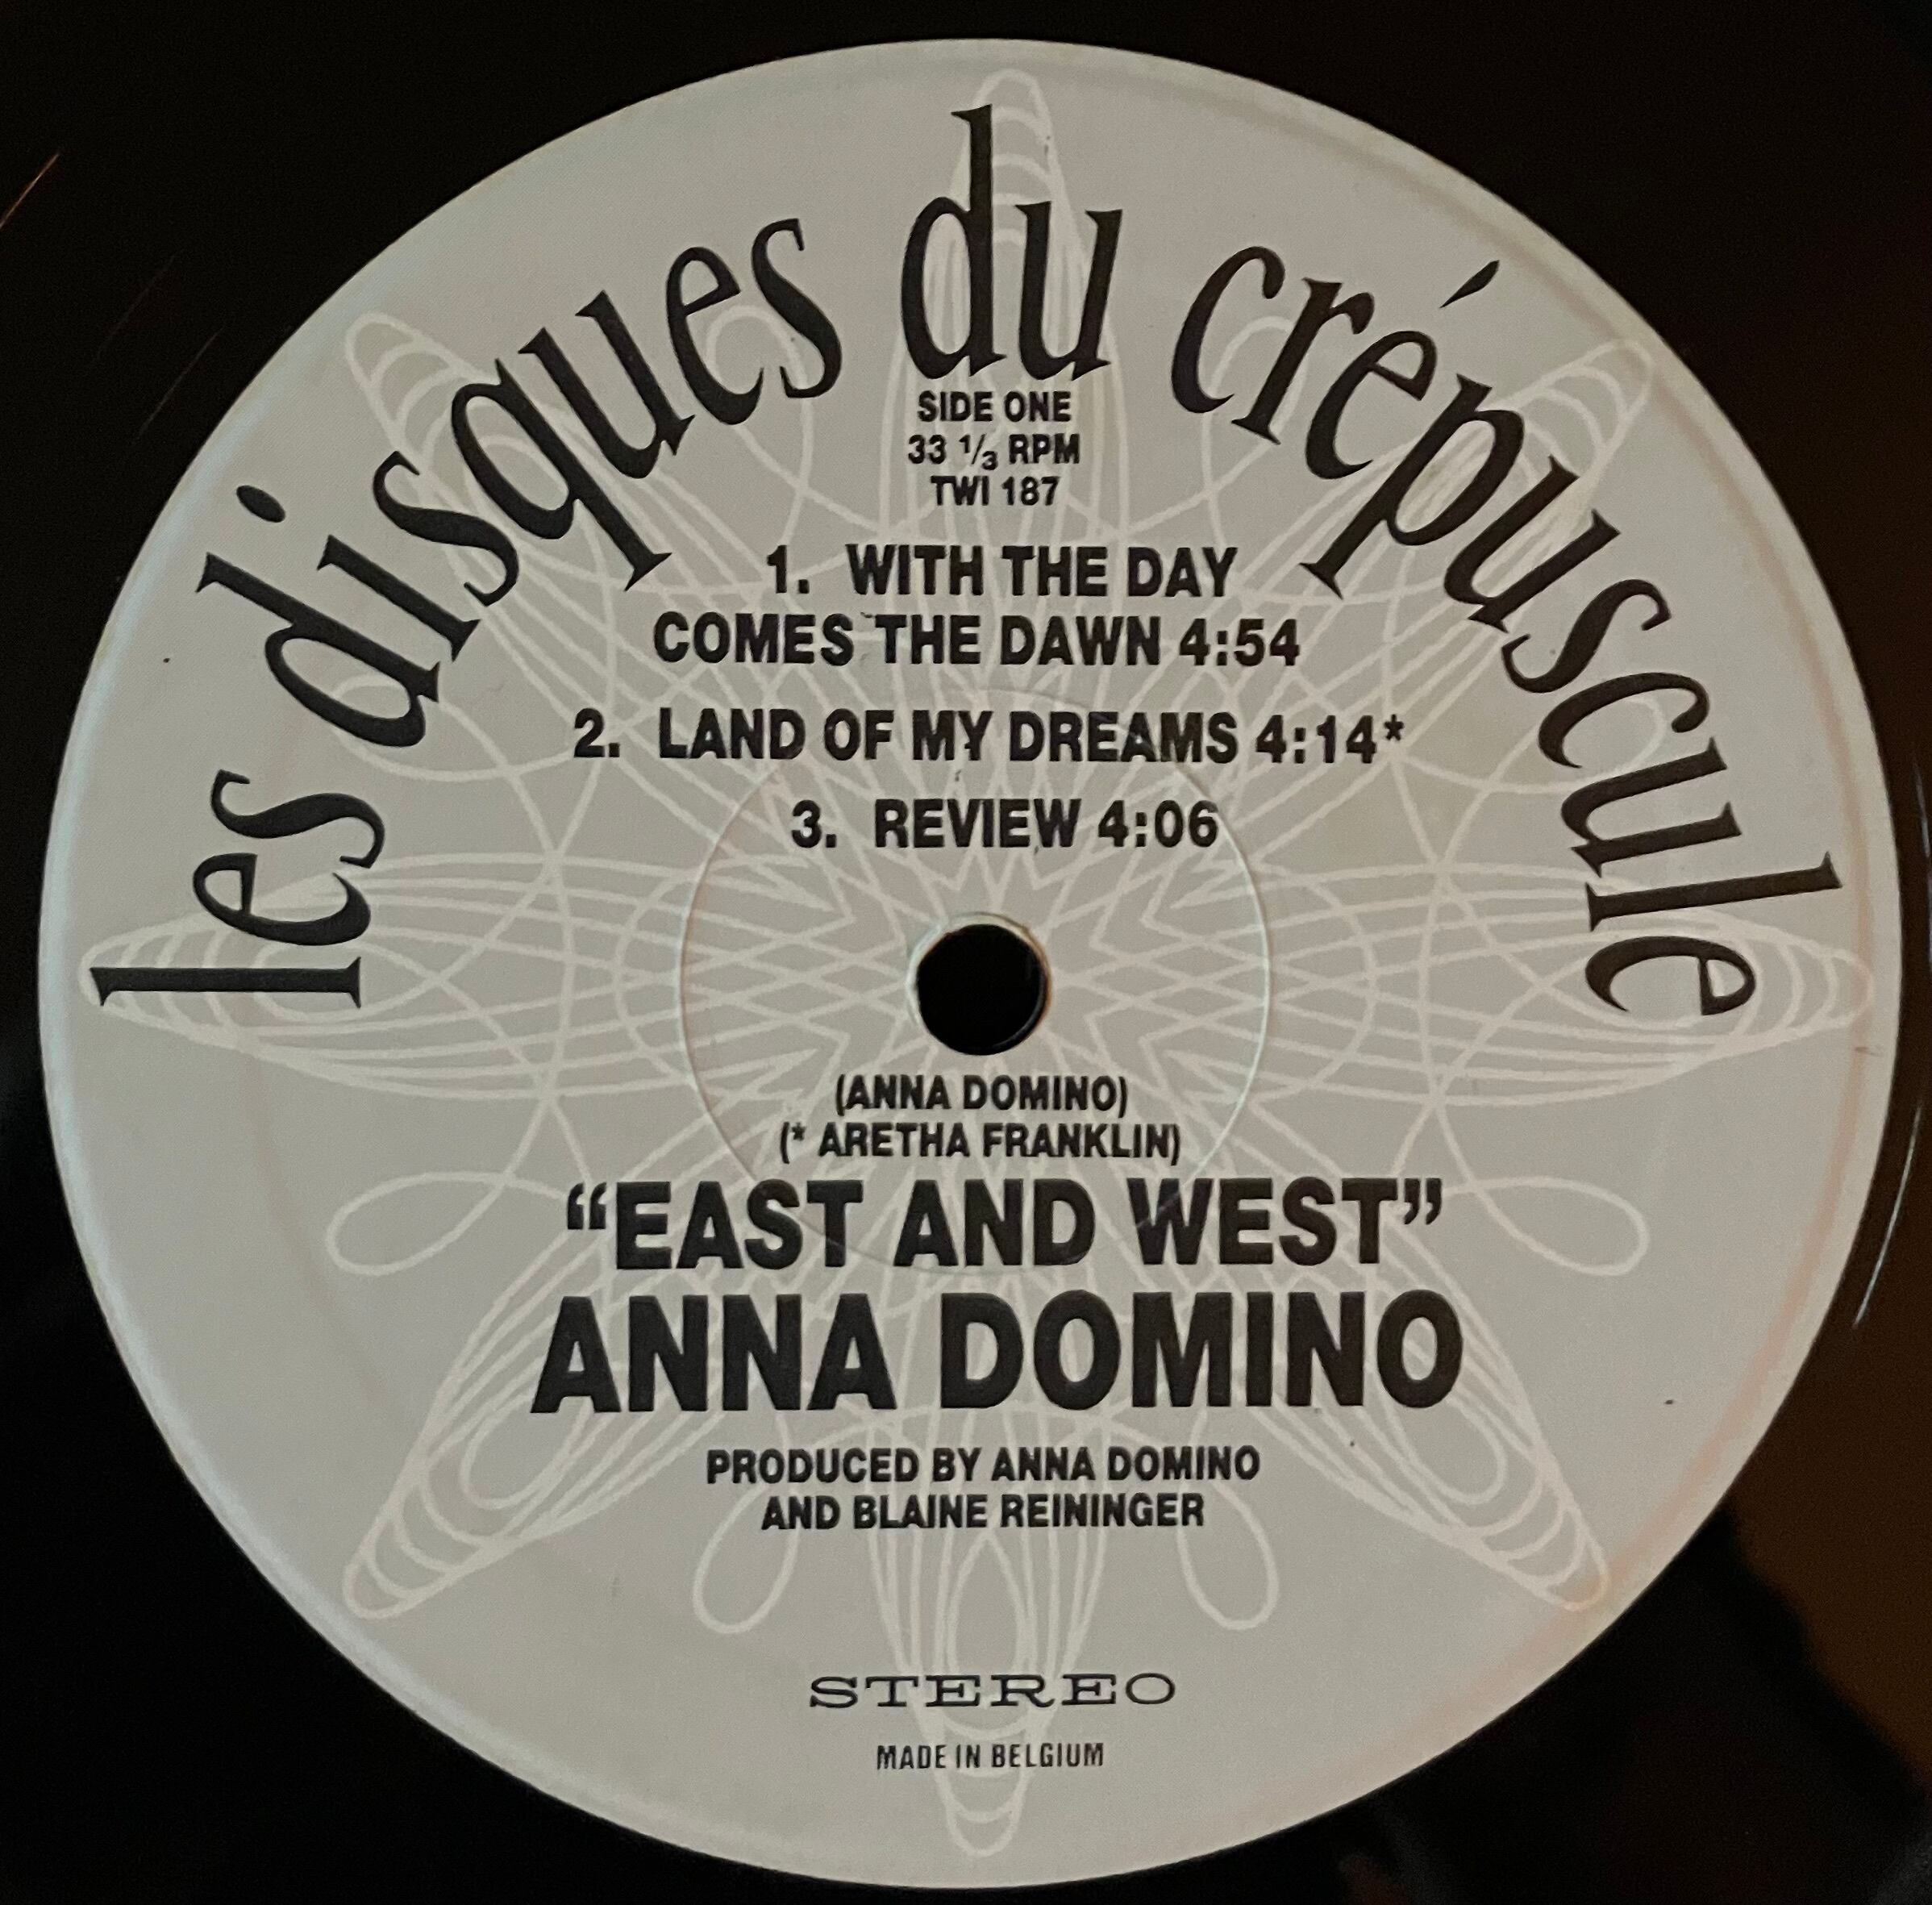 les disques du crépuscule
SIDE ONE
33 1/3 RPM
TWI 187
1. WITH THE DAY
COMES THE DAWN 4:54
2. LAND OF MY DREAMS 4:14*
3. REVIEW 4:06
(ANNA DOMINO)
(* ARETHA FRANKLIN)
“EAST AND WEST”
ANNA DOMINO
PRODUCED BY ANNA DOMINO
AND BLAINE REININGER
STEREO
MADE IN BELGIUM